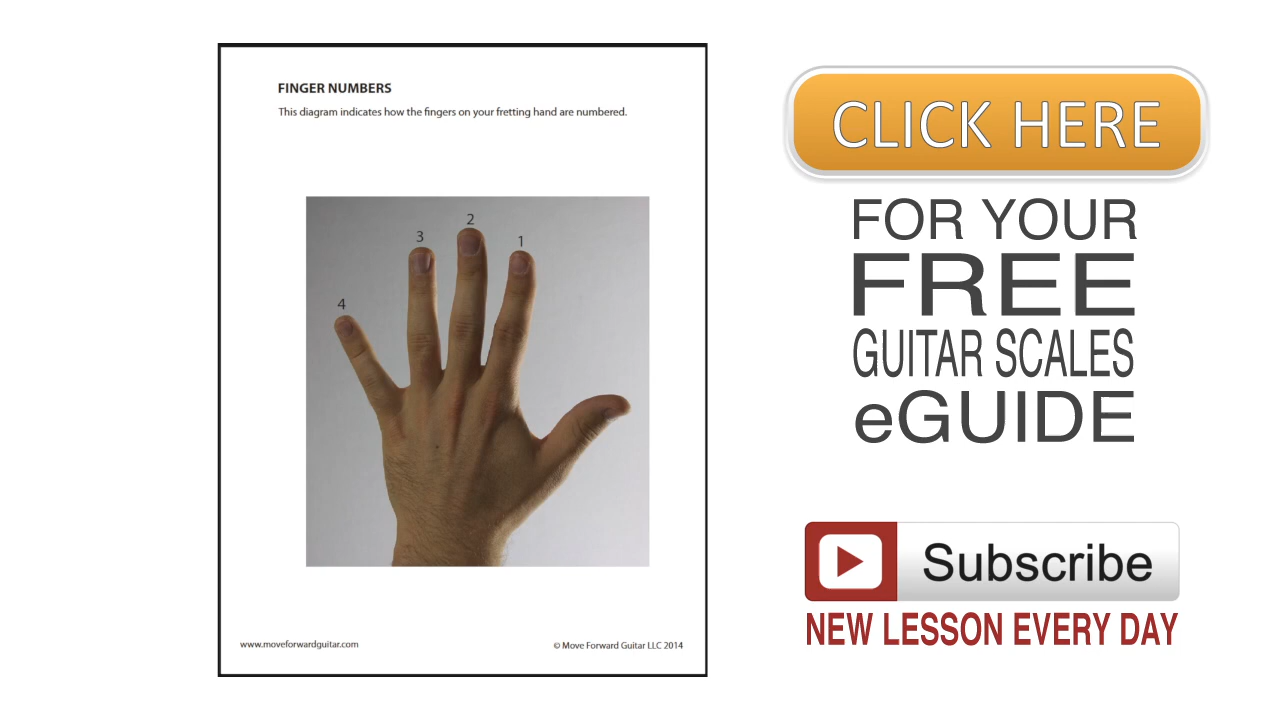 FINGER NUMBERS
This diagram indicates how the fingers on your fretting hand are numbered.
2
3
1
4
www.moveforwardguitar.com
© Move Forward Guitar LLC 2014
CLICK HERE
FOR YOUR
FREE
GUITAR SCALES
eGUIDE
Subscribe
NEW LESSON EVERY DAY